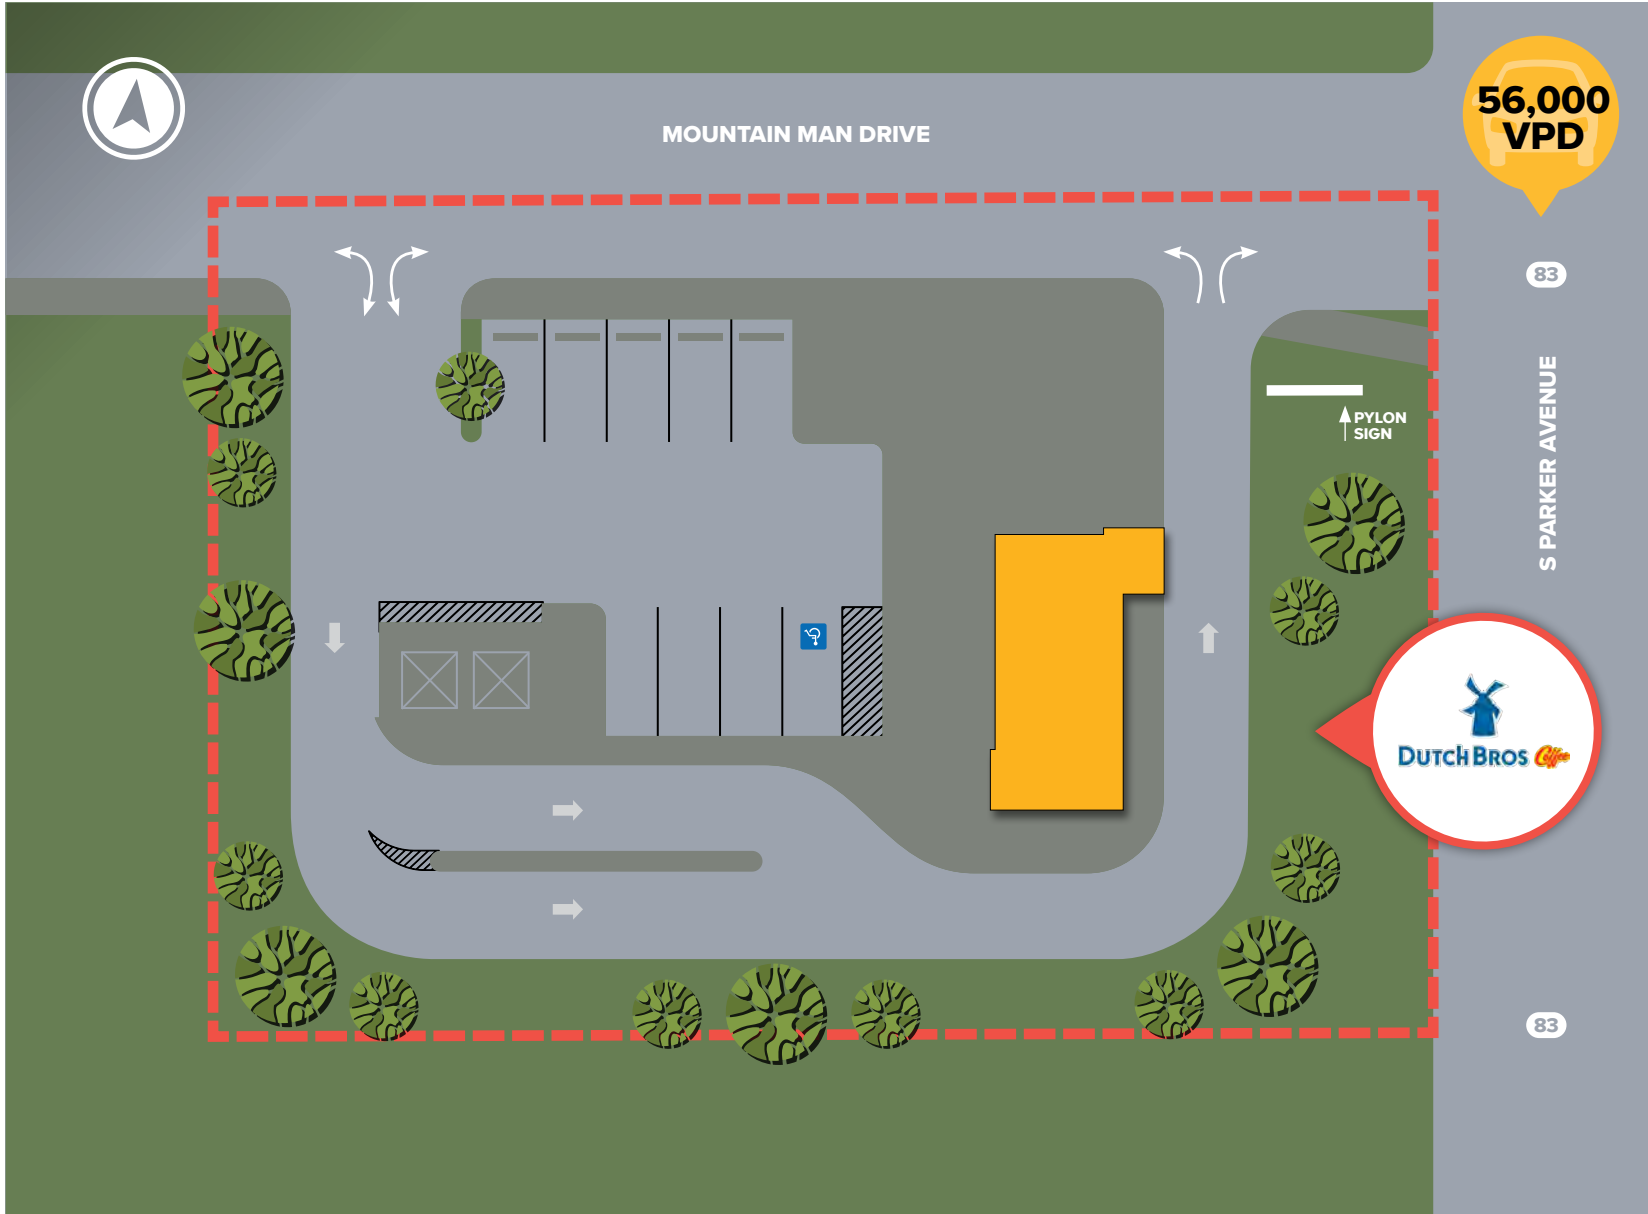 56,000
VPD
MOUNTAIN MAN DRIVE
83
S PARKER AVENUE
PYLON
SIGN
DUTCH BROS Coffee
83